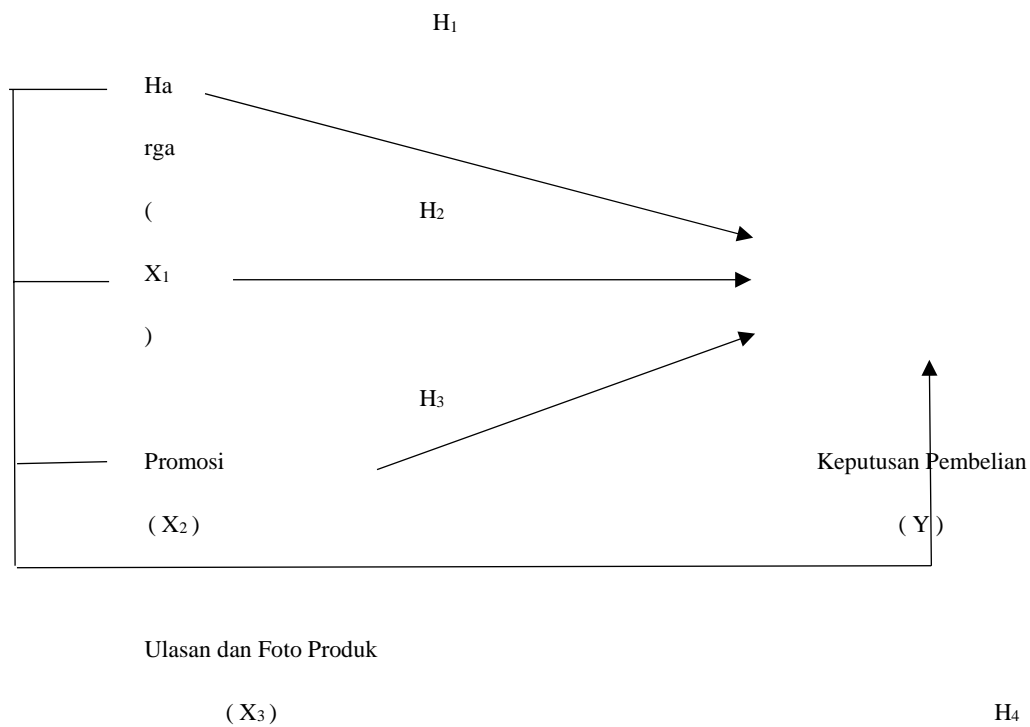 H₁
Ha
rga
(
H₂
X₁
)
H₃
Promosi
Keputusan Pembelian
( X₂ )
( Y )
Ulasan dan Foto Produk
( X₃ )
H₄